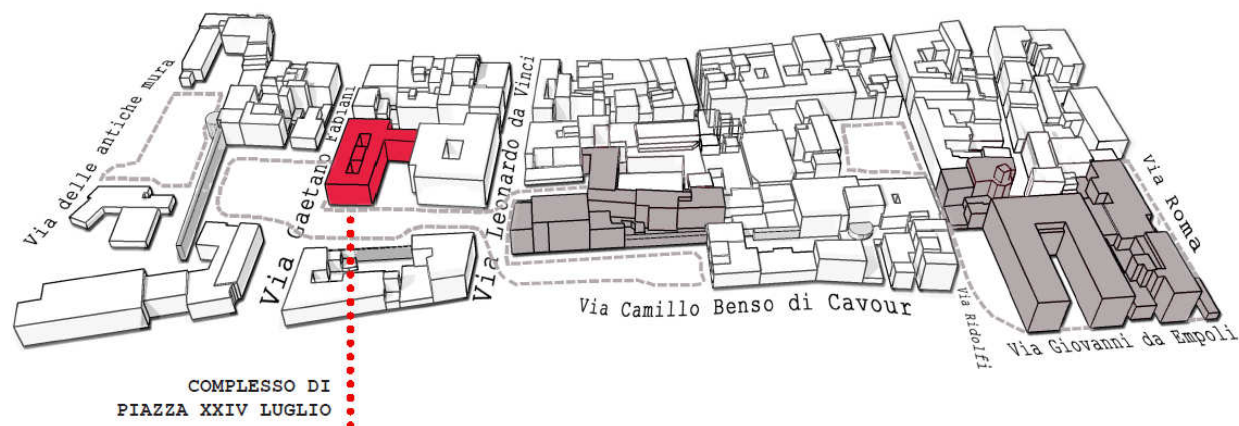 Via delle antiche mura
Via Gaetano Fabiani
Via Leonardo da Vinci
Via Camillo Benso di Cavour
Via Ridolfi
Via Giovanni da Empoli
Via Roma
COMPLESSO DI
PIAZZA XXIV LUGLIO